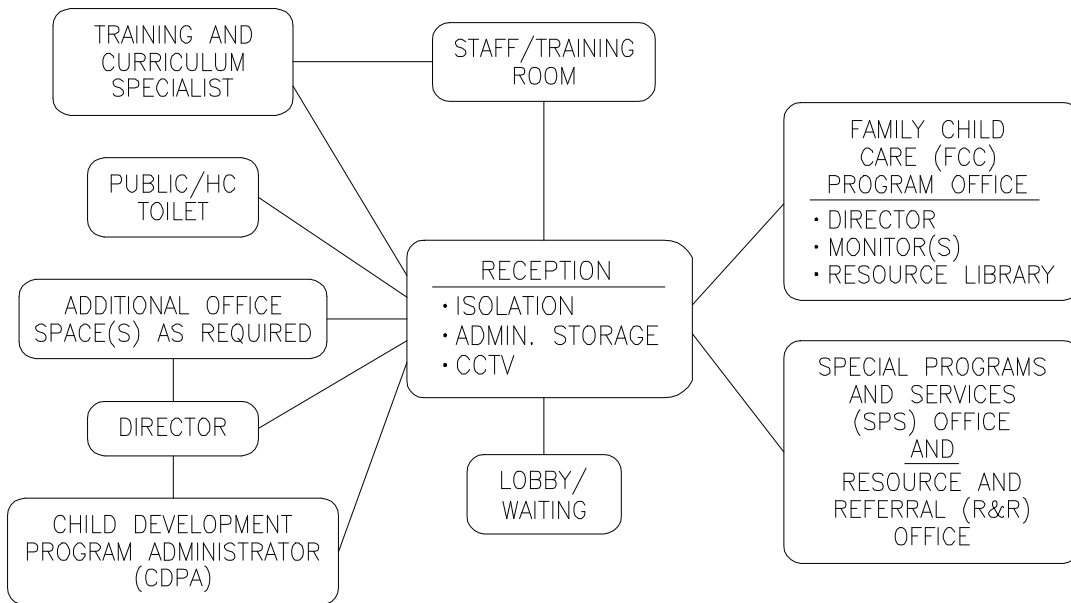 TRAINING AND
CURRICULUM
SPECIALIST
STAFF/TRAINING
ROOM
PUBLIC/HC
TOILET
FAMILY CHILD
CARE (FCC)
PROGRAM OFFICE
· DIRECTOR
· MONITOR(S)
· RESOURCE LIBRARY
RECEPTION
· ISOLATION
· ADMIN. STORAGE
· CCTV
ADDITIONAL OFFICE
SPACE(S) AS REQUIRED
DIRECTOR
SPECIAL PROGRAMS
AND SERVICES
(SPS) OFFICE
AND
RESOURCE AND
REFERRAL (R&R)
OFFICE
LOBBY/
WAITING
CHILD DEVELOPMENT
PROGRAM ADMINISTRATOR
(CDPA)